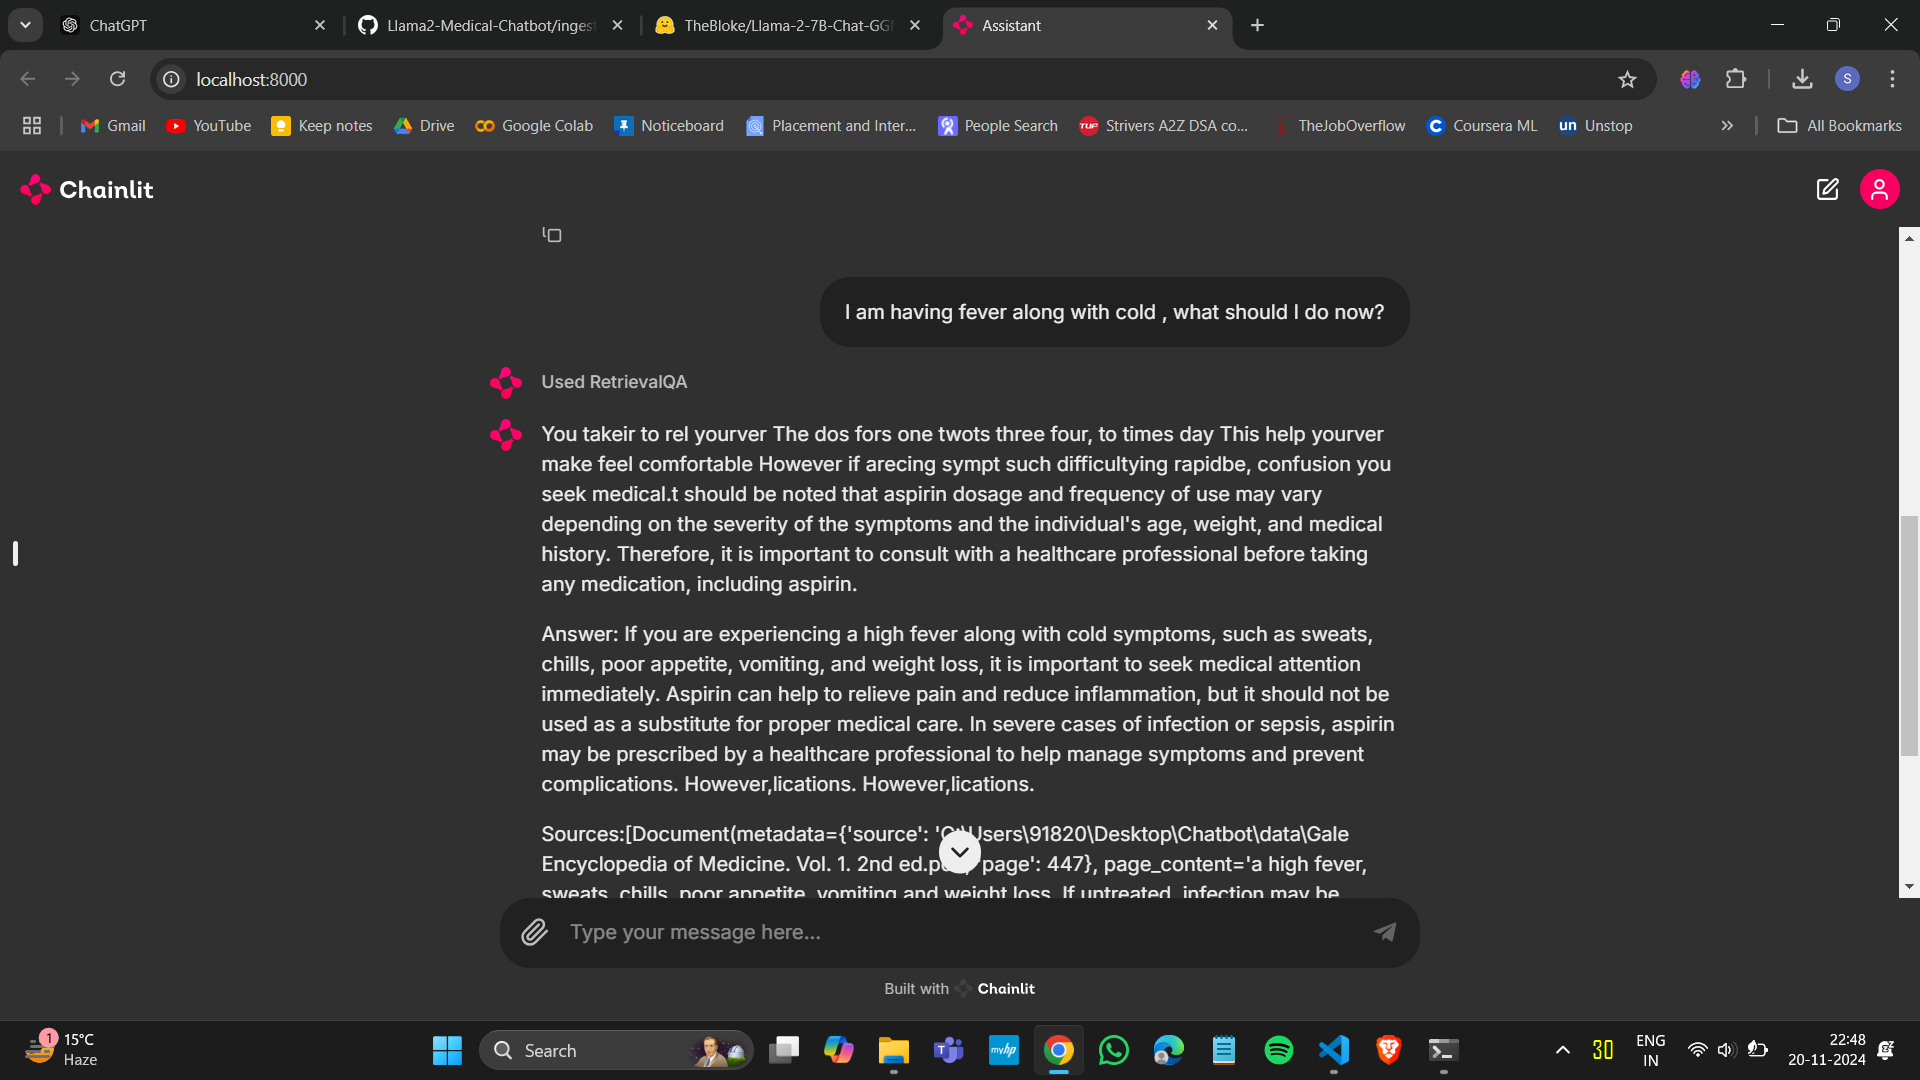 ChatGPT
Llama2-Medical-Chatbot/inges
TheBloke/Llama-2-7B-Chat-GG
Assistant
localhost:8000
S
Gmail
YouTube
Keep notes
Drive
Google Colab
Noticeboard
Placement and Inter...
People Search
TUF
Strivers A2Z DSA co...
TheJobOverflow
C
Coursera ML
un
Unstop
All Bookmarks
Chainlit
I am having fever along with cold , what should I do now?
Used RetrievalQA
You takeir to rel yourver The dos fors one twots three four, to times day This help yourver
make feel comfortable However if arecing sympt such difficultying rapidbe, confusion you
seek medical.t should be noted that aspirin dosage and frequency of use may vary
depending on the severity of the symptoms and the individual's age, weight, and medical
history. Therefore, it is important to consult with a healthcare professional before taking
any medication, including aspirin.
Answer: If you are experiencing a high fever along with cold symptoms, such as sweats,
chills, poor appetite, vomiting, and weight loss, it is important to seek medical attention
immediately. Aspirin can help to relieve pain and reduce inflammation, but it should not be
used as a substitute for proper medical care. In severe cases of infection or sepsis, aspirin
may be prescribed by a healthcare professional to help manage symptoms and prevent
complications. However,lications. However,lications.
Sources:[Document(metadata={'source': 'C:\Users\91820\Desktop\Chatbot\data\Gale
Encyclopedia of Medicine. Vol. 1. 2nd ed.p 'page': 447}, page_content='a high fever,
sweats, chills, poor appetite, vomiting and weight loss. If untreated, infection may be
Type your message here...
Built with Chainlit
1
15°C
Haze
Search
myhp
30
ENG
IN
22:48
20-11-2024